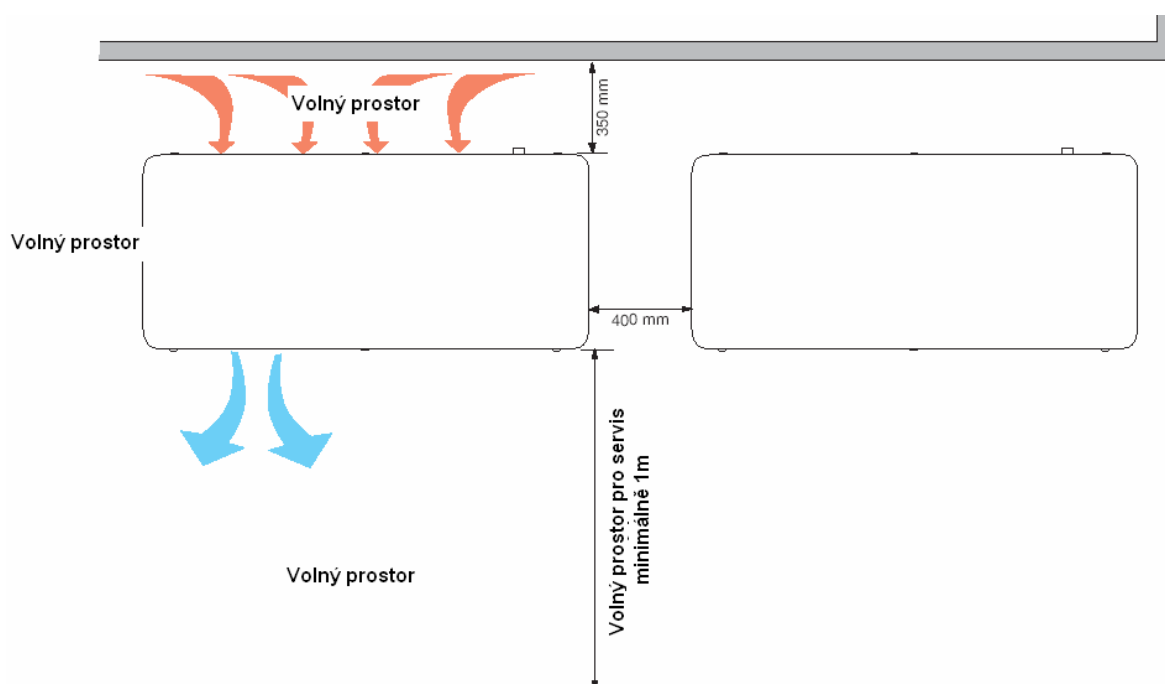 Volný prostor
350 mm
Volný prostor
400 mm
Volný prostor pro servis
minimálně 1m
Volný prostor